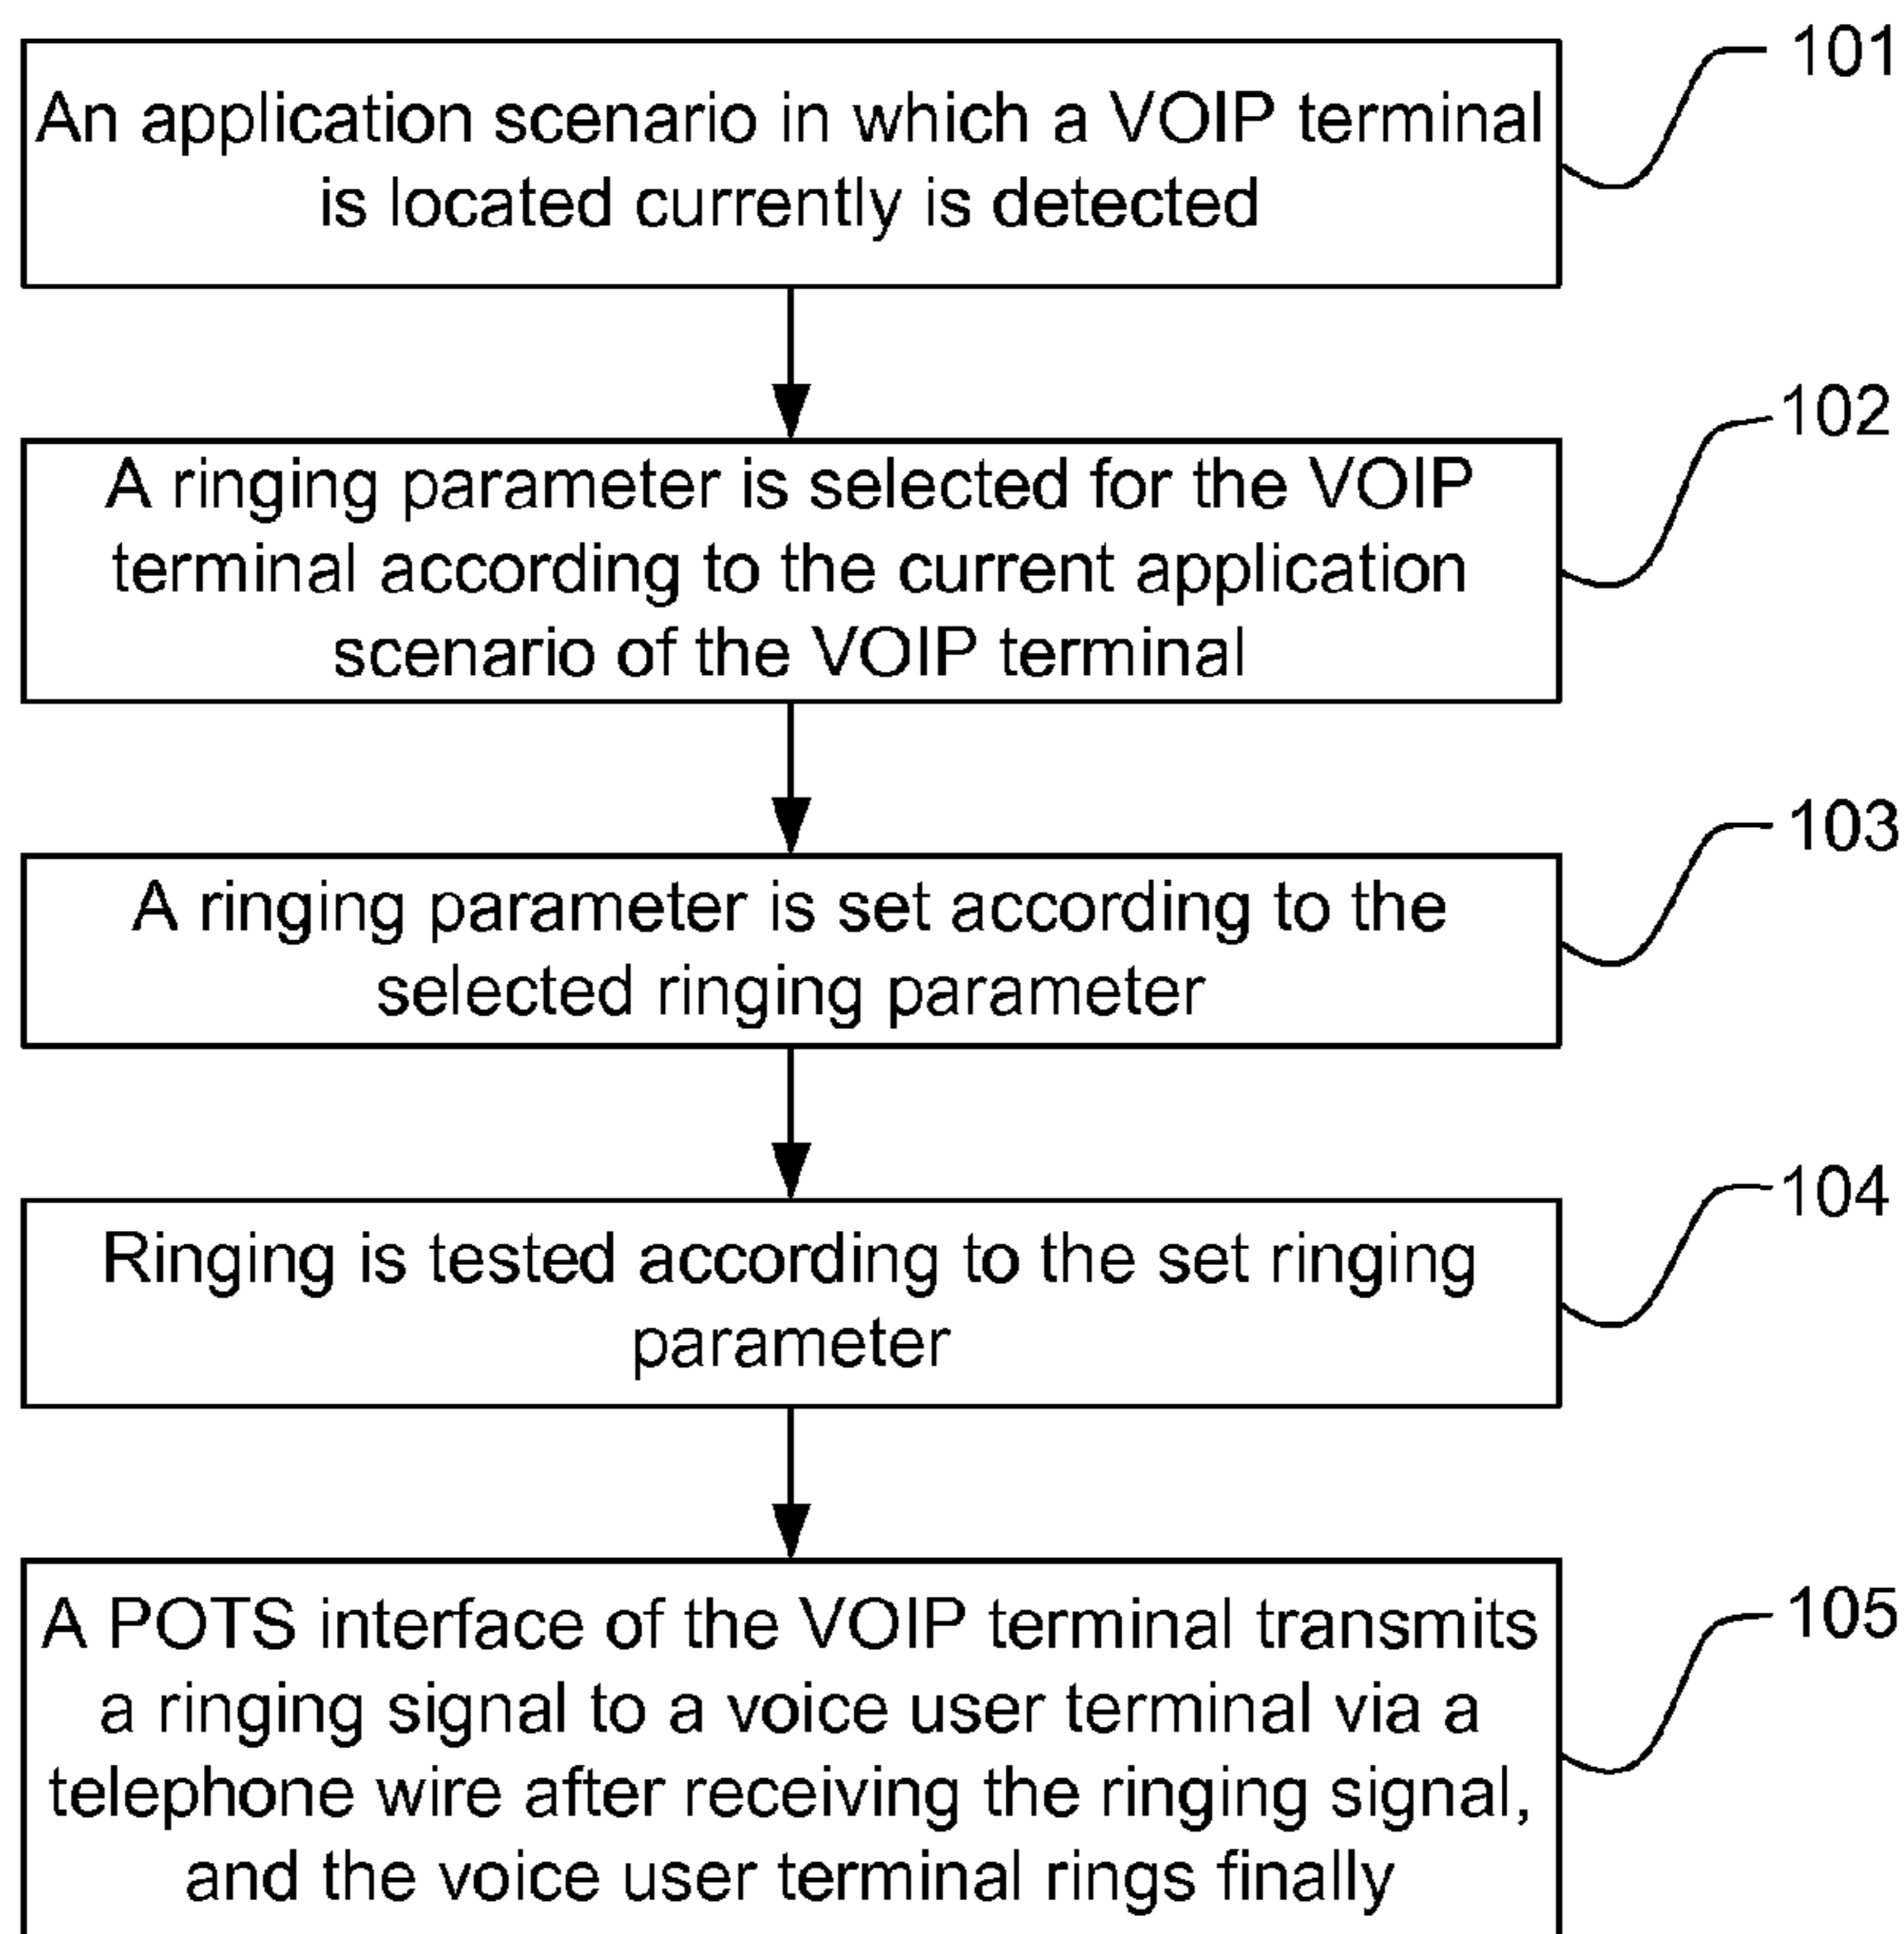 101
An application scenario in which a VOIP terminal
is located currently is detected
102
A ringing parameter is selected for the VOIP
terminal according to the current application
scenario of the VOIP terminal
103
A ringing parameter is set according to the
selected ringing parameter
104
Ringing is tested according to the set ringing
parameter
105
A POTS interface of the VOIP terminal transmits
a ringing signal to a voice user terminal via a
telephone wire after receiving the ringing signal,
and the voice user terminal rings finally